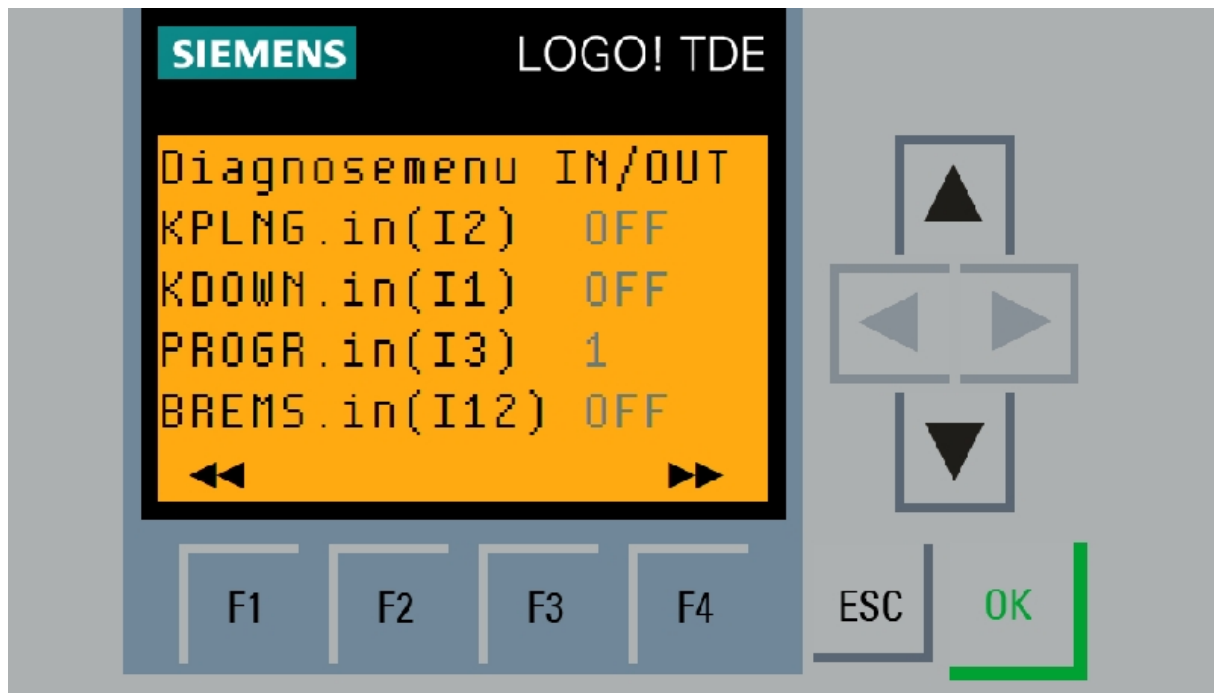 SIEMENS LOGO! TDE
Diagnosemenu IN/OUT
KPLNG.in(I2) OFF
KDOWN.in(I1) OFF
PROGR.in(I3) 1
BREMS.in(I12) OFF
F1 F2 F3 F4 ESC OK